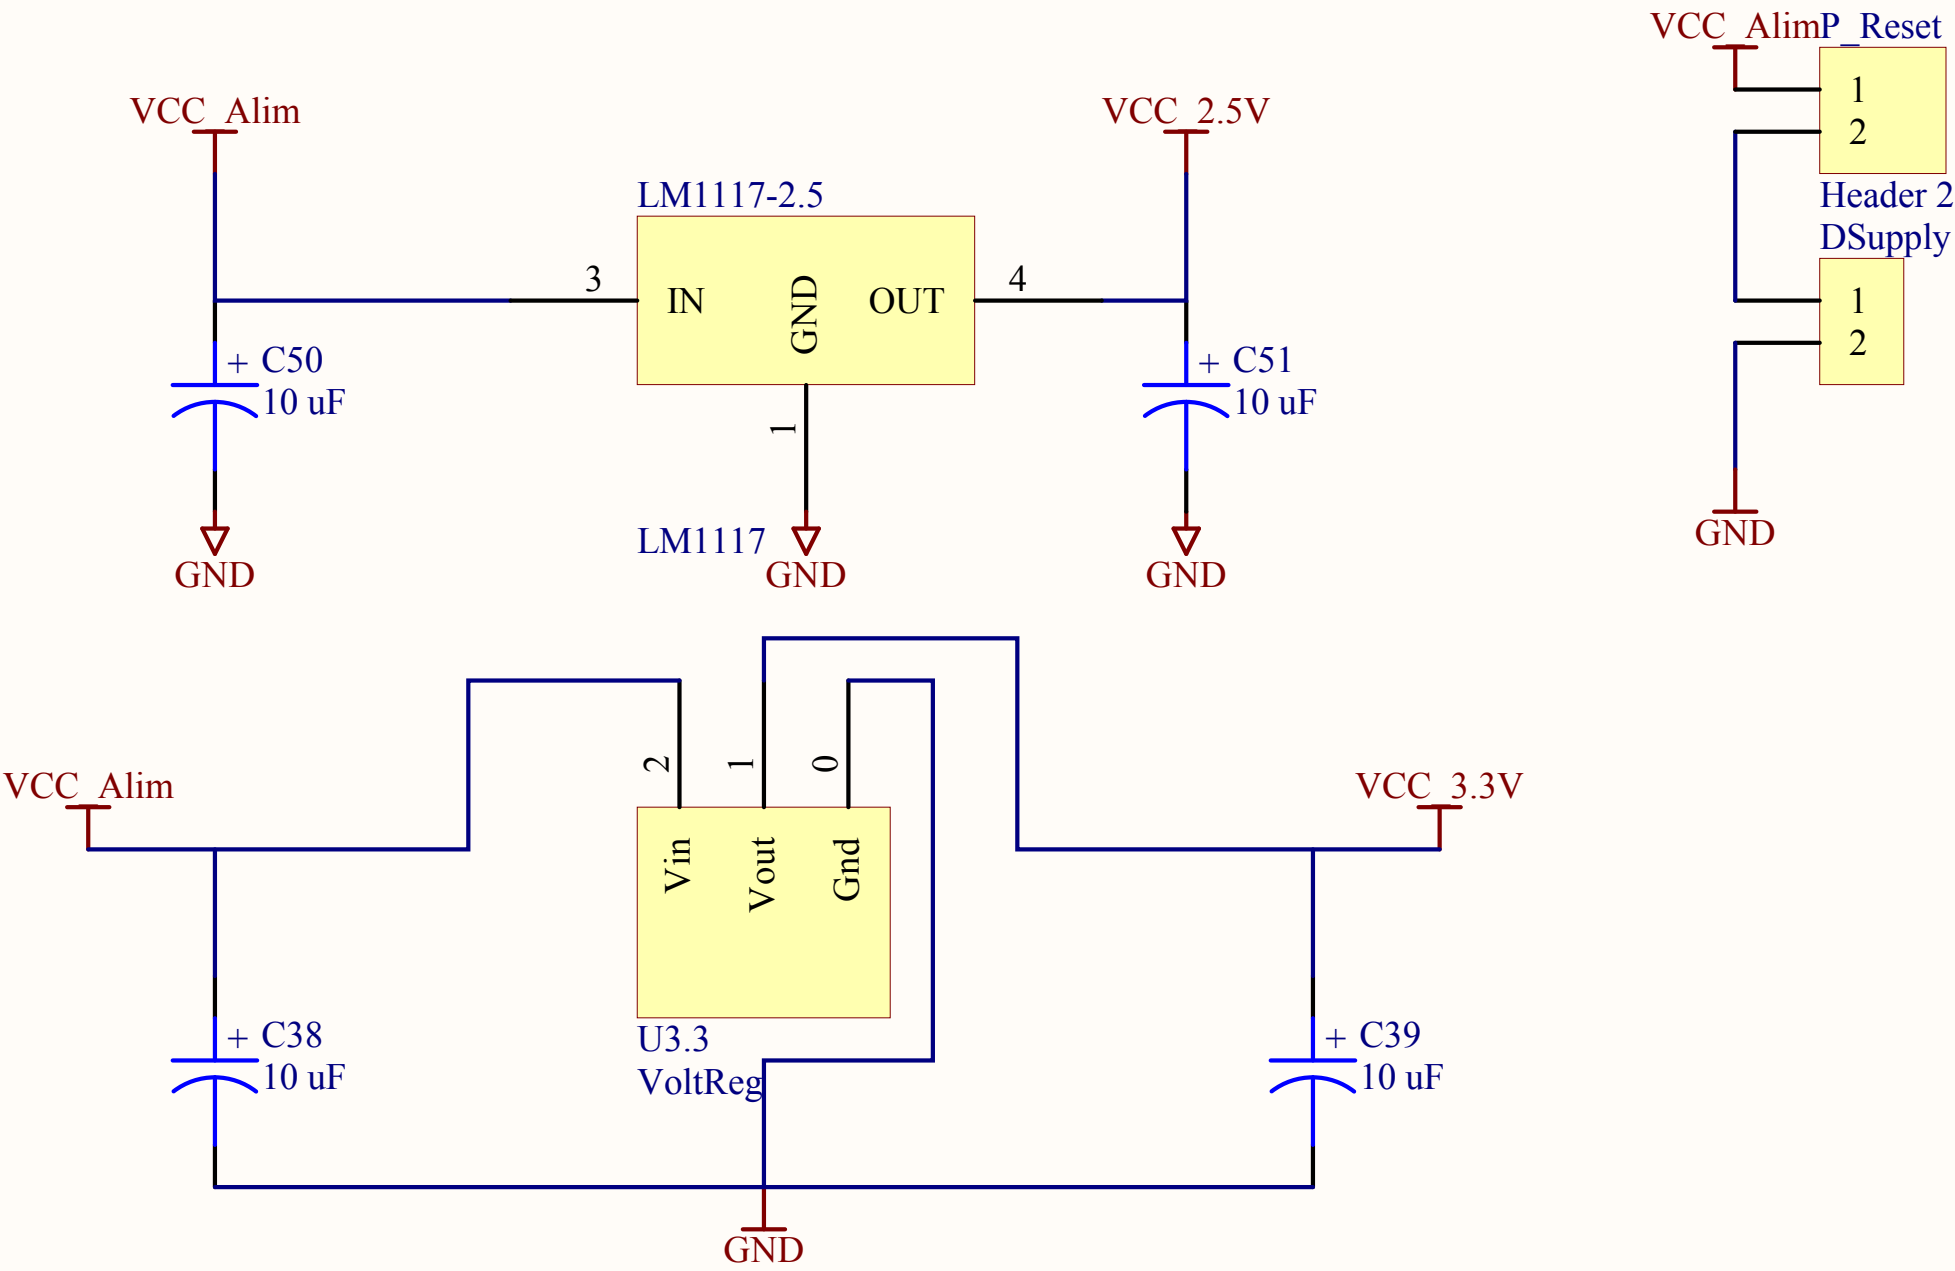 VCC_Alim
VCC_2.5V
LM1117-2.5
3
IN
GND
OUT
4
1
+ C50
10 uF
+ C51
10 uF
GND
LM1117
GND
GND
VCC_Alim
P_Reset
1
2
Header 2
DSupply
1
2
GND
VCC_Alim
2
1
0
Vin
Vout
Gnd
VCC_3.3V
+ C38
10 uF
U3.3
VoltReg
+ C39
10 uF
GND